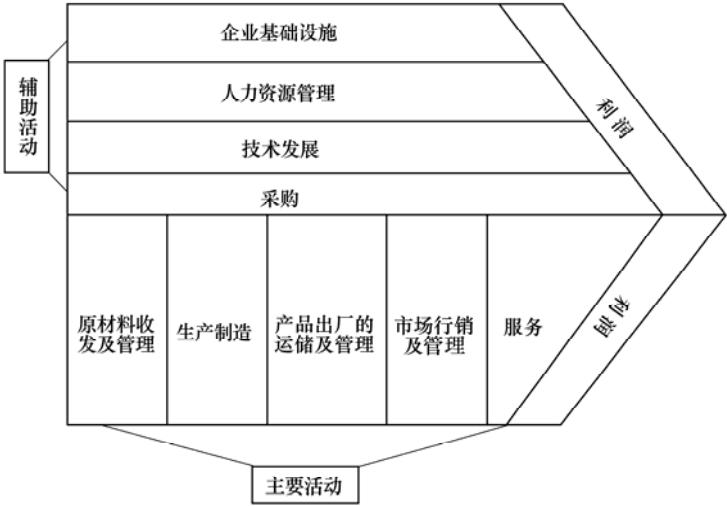 企业基础设施
人力资源管理
技术发展
采购
辅助活动
利润
原材料收
发及管理
生产制造
产品出厂的
运储及管理
市场行销
及管理
服务
利润
主要活动